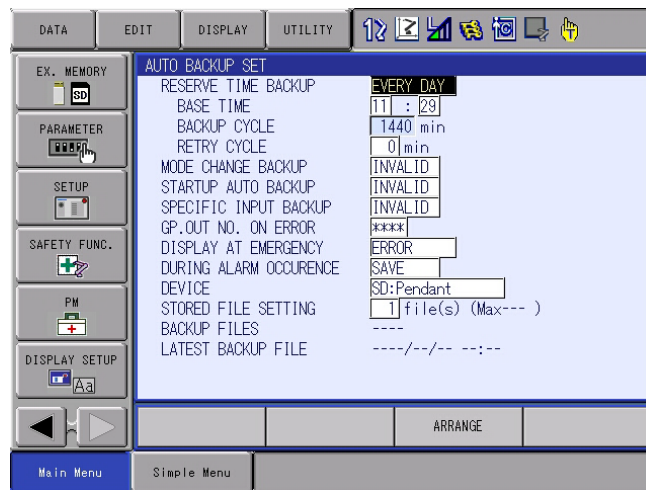 DATA EDIT DISPLAY UTILITY
EX. MEMORY
SD
PARAMETER
SETUP
SAFETY FUNC.
PM
DISPLAY SETUP
Aa
AUTO BACKUP SET
RESERVE TIME BACKUP EVERY DAY
BASE TIME 11 : 29
BACKUP CYCLE 1440 min
RETRY CYCLE 0 min
MODE CHANGE BACKUP INVALID
STARTUP AUTO BACKUP INVALID
SPECIFIC INPUT BACKUP INVALID
GP.OUT NO. ON ERROR ****
DISPLAY AT EMERGENCY ERROR
DURING ALARM OCCURENCE SAVE
DEVICE SD:Pendant
STORED FILE SETTING 1 file(s) (Max--- )
BACKUP FILES ----
LATEST BACKUP FILE ----/--/-- --:--
ARRANGE
Main Menu Simple Menu